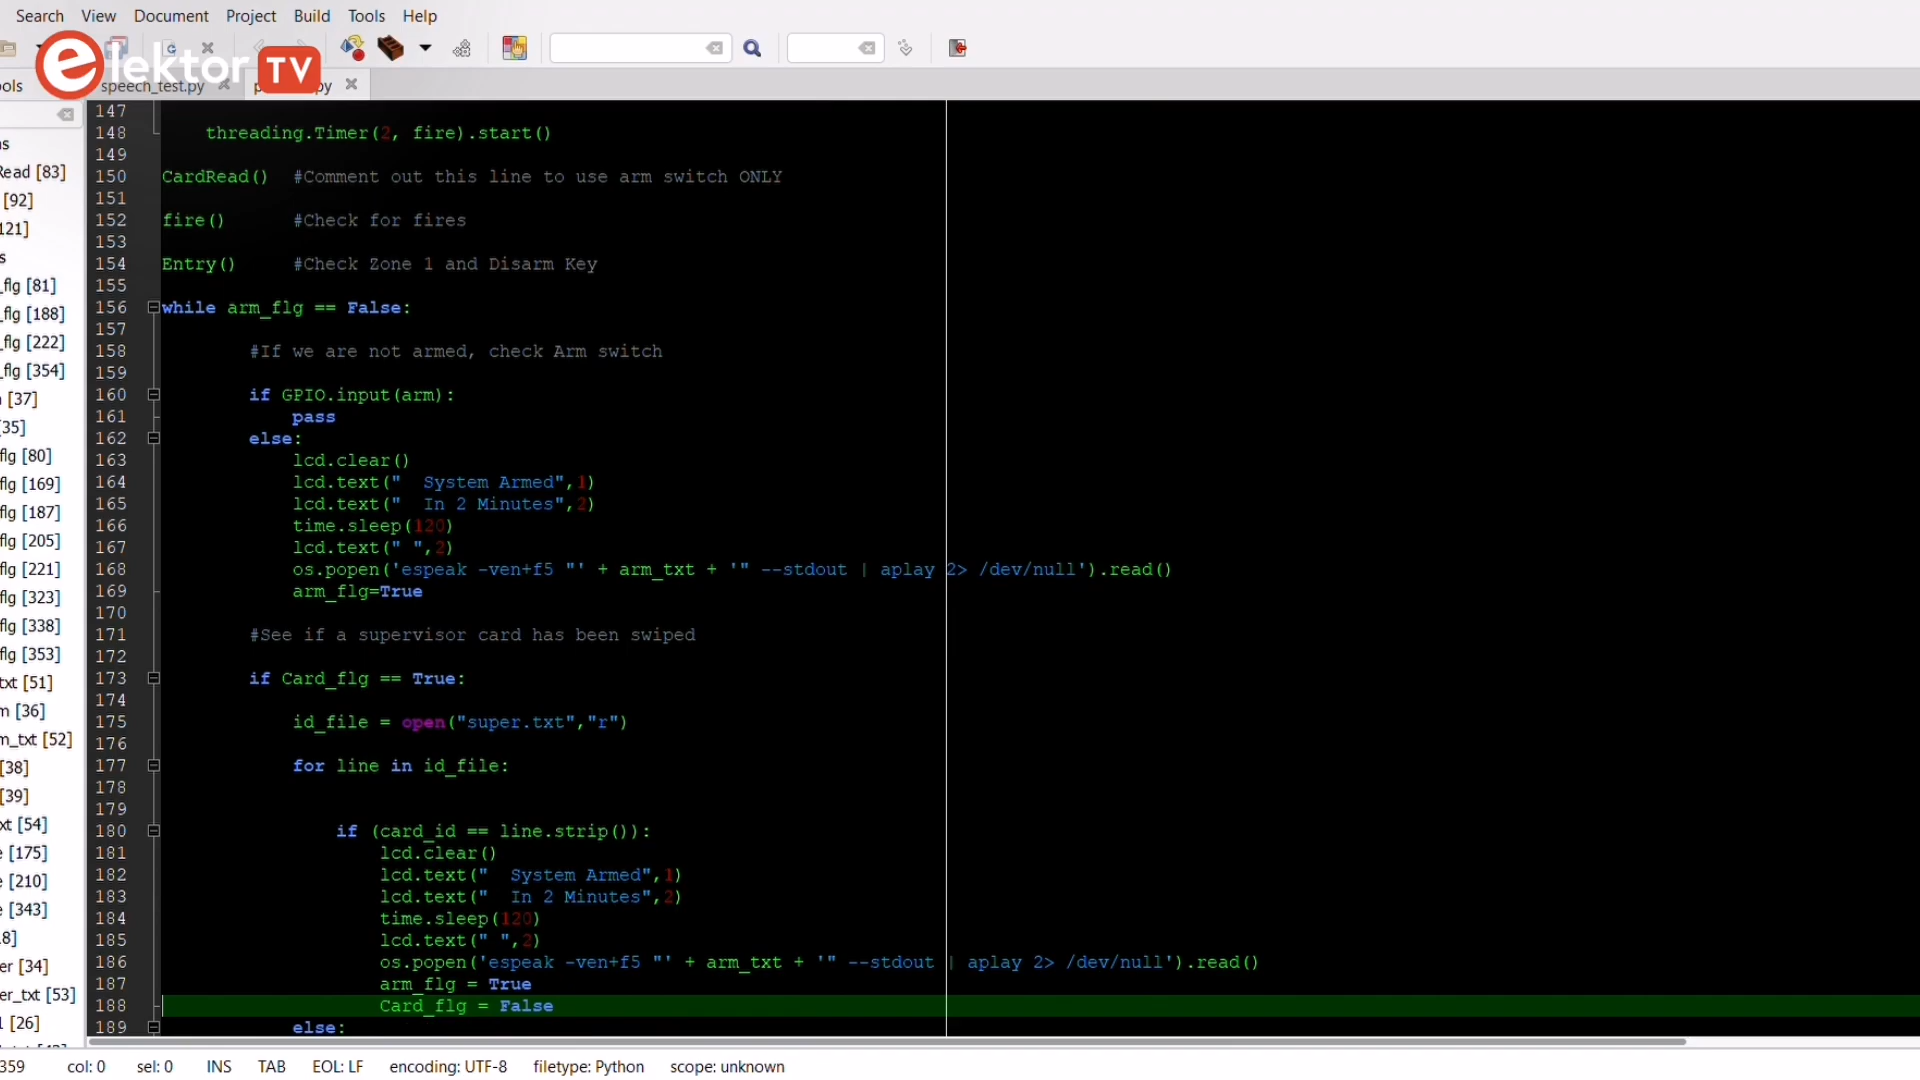 Search View Document Project Build Tools Help
elektor TV
ols speech_test.py
147
148 threading.Timer(2, fire).start()
149
150 CardRead() #Comment out this line to use arm switch ONLY
151
152 fire() #Check for fires
153
154 Entry() #Check Zone 1 and Disarm Key
155
156 while arm_flg == False:
157
158 #If we are not armed, check Arm switch
159
160 if GPIO.input(arm):
161 pass
162 else:
163 lcd.clear()
164 lcd.text("  System Armed",1)
165 lcd.text("  In 2 Minutes",2)
166 time.sleep(120)
167 lcd.text(" ",2)
168 os.popen('espeak -ven+f5 "' + arm_txt + '" --stdout | aplay 2> /dev/null').read()
169 arm_flg=True
170
171 #See if a supervisor card has been swiped
172
173 if Card_flg == True:
174
175 id_file = open("super.txt","r")
176
177 for line in id_file:
178
179
180 if (card_id == line.strip()):
181 lcd.clear()
182 lcd.text("  System Armed",1)
183 lcd.text("  In 2 Minutes",2)
184 time.sleep(120)
185 lcd.text(" ",2)
186 os.popen('espeak -ven+f5 "' + arm_txt + '" --stdout | aplay 2> /dev/null').read()
187 arm_flg = True
188 Card_flg = False
189 else:
ns
Read [83]
[92]
121]
s
_flg [81]
_flg [188]
_flg [222]
_flg [354]
[37]
[35]
flg [80]
flg [169]
flg [187]
flg [205]
flg [221]
flg [323]
flg [338]
flg [353]
txt [51]
m [36]
m_txt [52]
[38]
[39]
xt [54]
e [175]
e [210]
e [343]
8]
er [34]
er_txt [53]
[26]
359 col: 0 sel: 0 INS TAB EOL: LF encoding: UTF-8 filetype: Python scope: unknown